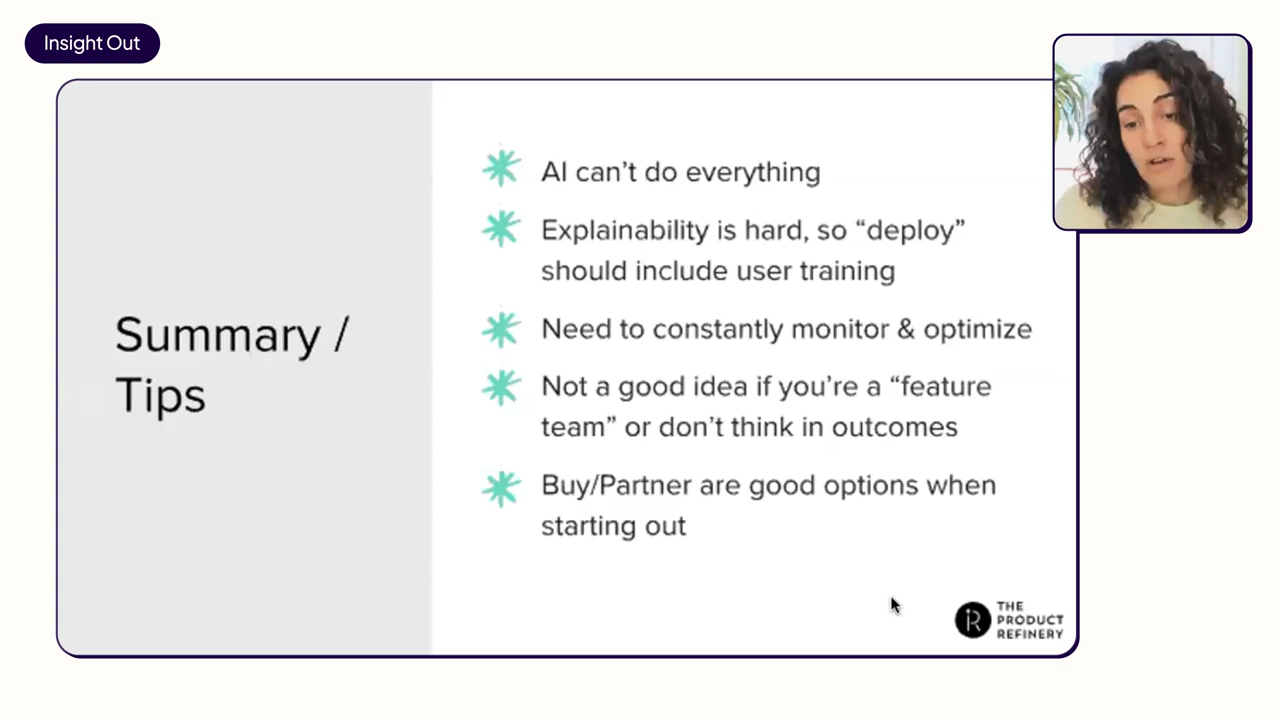 Insight Out
Summary /
Tips
AI can’t do everything
Explainability is hard, so “deploy”
should include user training
Need to constantly monitor & optimize
Not a good idea if you’re a “feature
team” or don’t think in outcomes
Buy/Partner are good options when
starting out
THE
PRODUCT
REFINERY